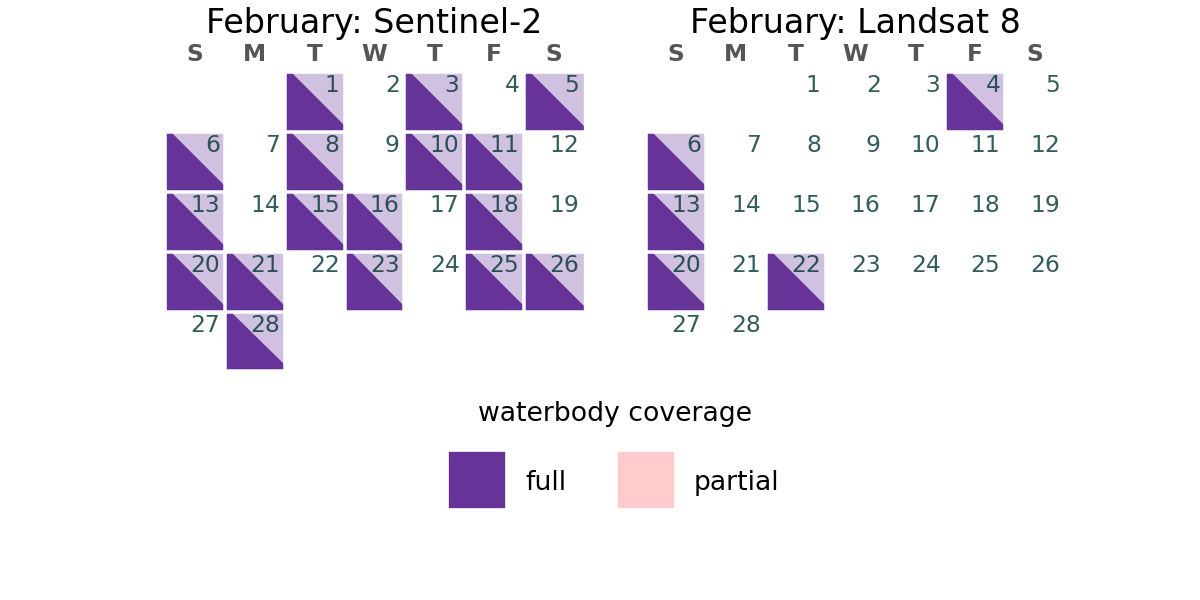 February: Sentinel-2
S M T W T F S
1 2 3 4 5
6 7 8 9 10 11 12
13 14 15 16 17 18 19
20 21 22 23 24 25 26
27 28
February: Landsat 8
S M T W T F S
1 2 3 4 5
6 7 8 9 10 11 12
13 14 15 16 17 18 19
20 21 22 23 24 25 26
27 28
waterbody coverage
full
partial